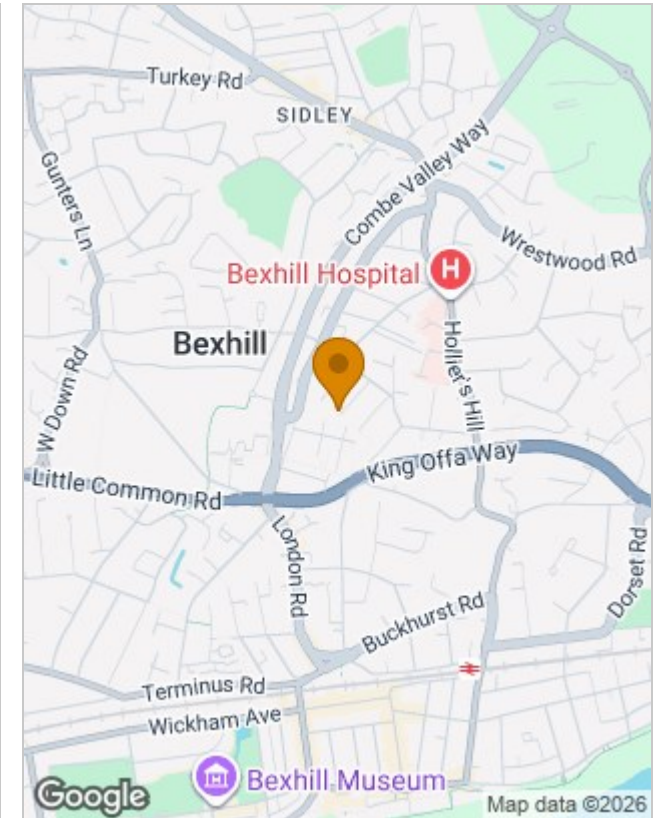 Turkey Rd
SIDLEY
Gunters Ln
Combe Valley Way
Wrestwood Rd
Bexhill Hospital
H
Bexhill
Hollier's Hill
W Down Rd
King Offa Way
Little Common Rd
London Rd
Dorset Rd
Buckhurst Rd
Terminus Rd
Wickham Ave
Bexhill Museum
Google
Map data ©2026